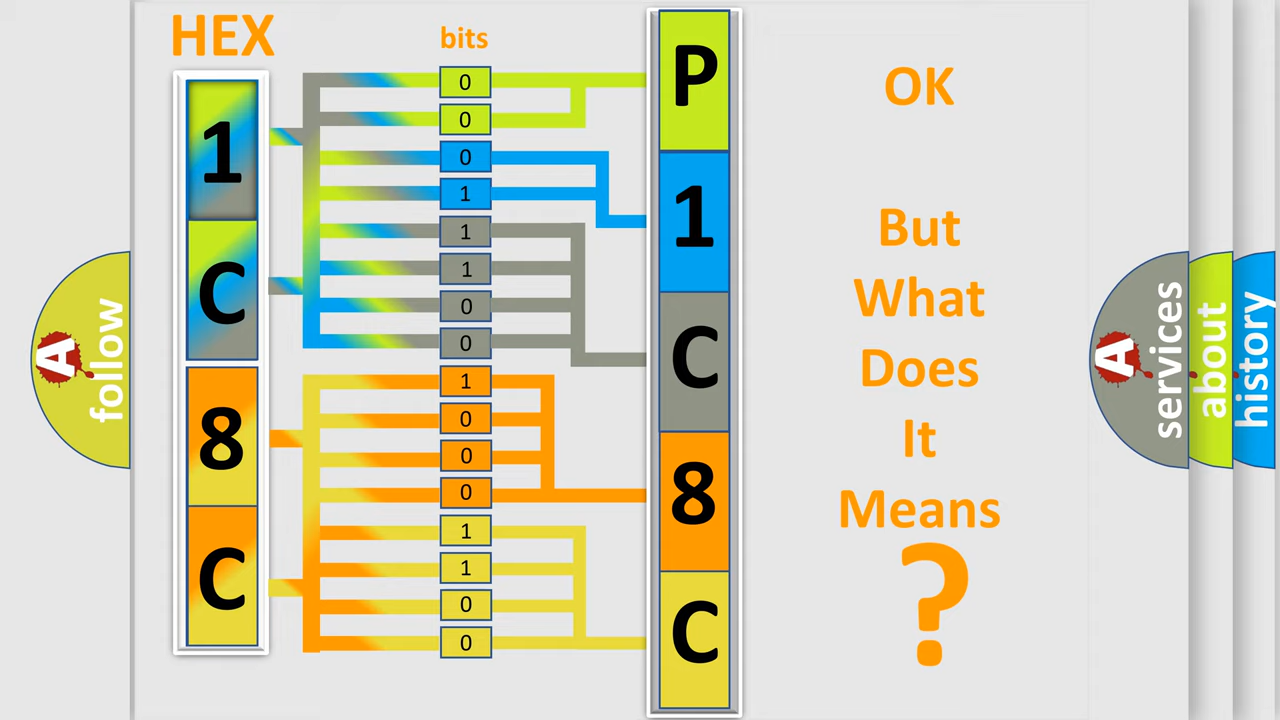 HEX
bits
1
C
8
C
0
0
0
1
1
1
0
0
1
0
0
0
1
1
0
0
P
1
C
8
C
OK
But
What
Does
It
Means
?
A
follow
A
services
about
history